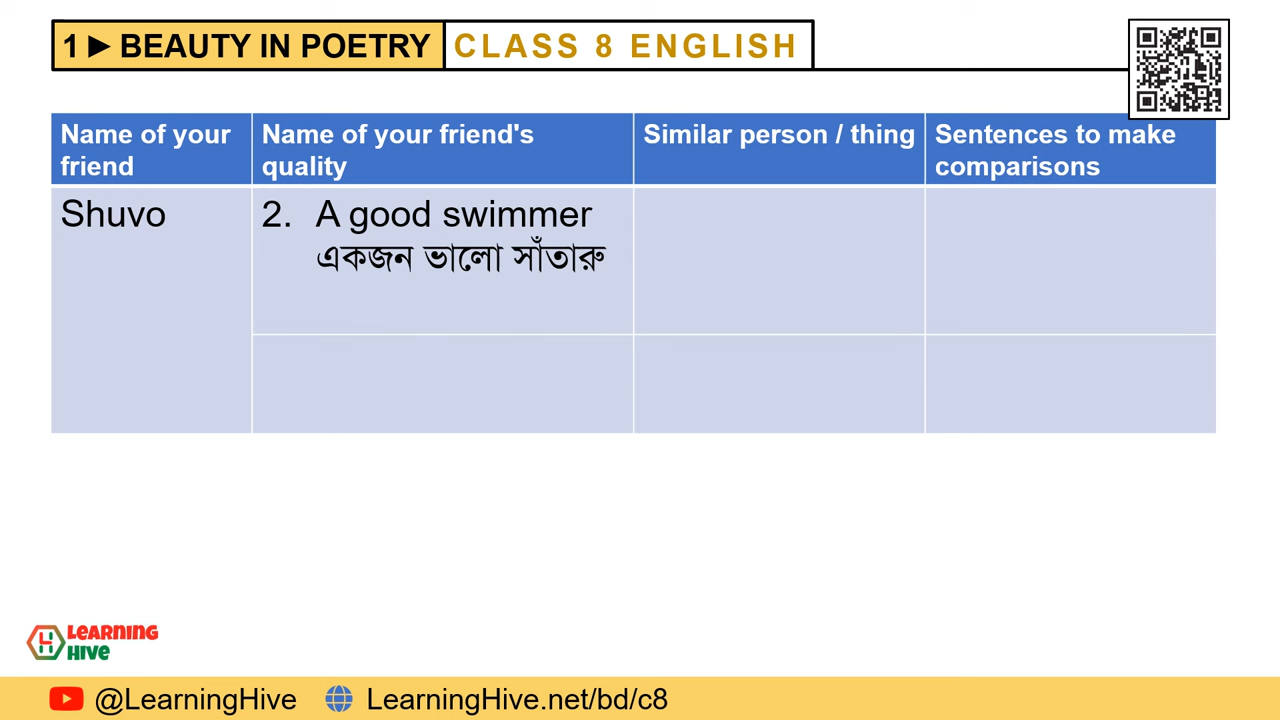 1 ► BEAUTY IN POETRY CLASS 8 ENGLISH
Name of your friend
Name of your friend's quality
Similar person / thing
Sentences to make comparisons
Shuvo
2. A good swimmer
একজন ভালো সাঁতারু
Learning Hive
@LearningHive
LearningHive.net/bd/c8